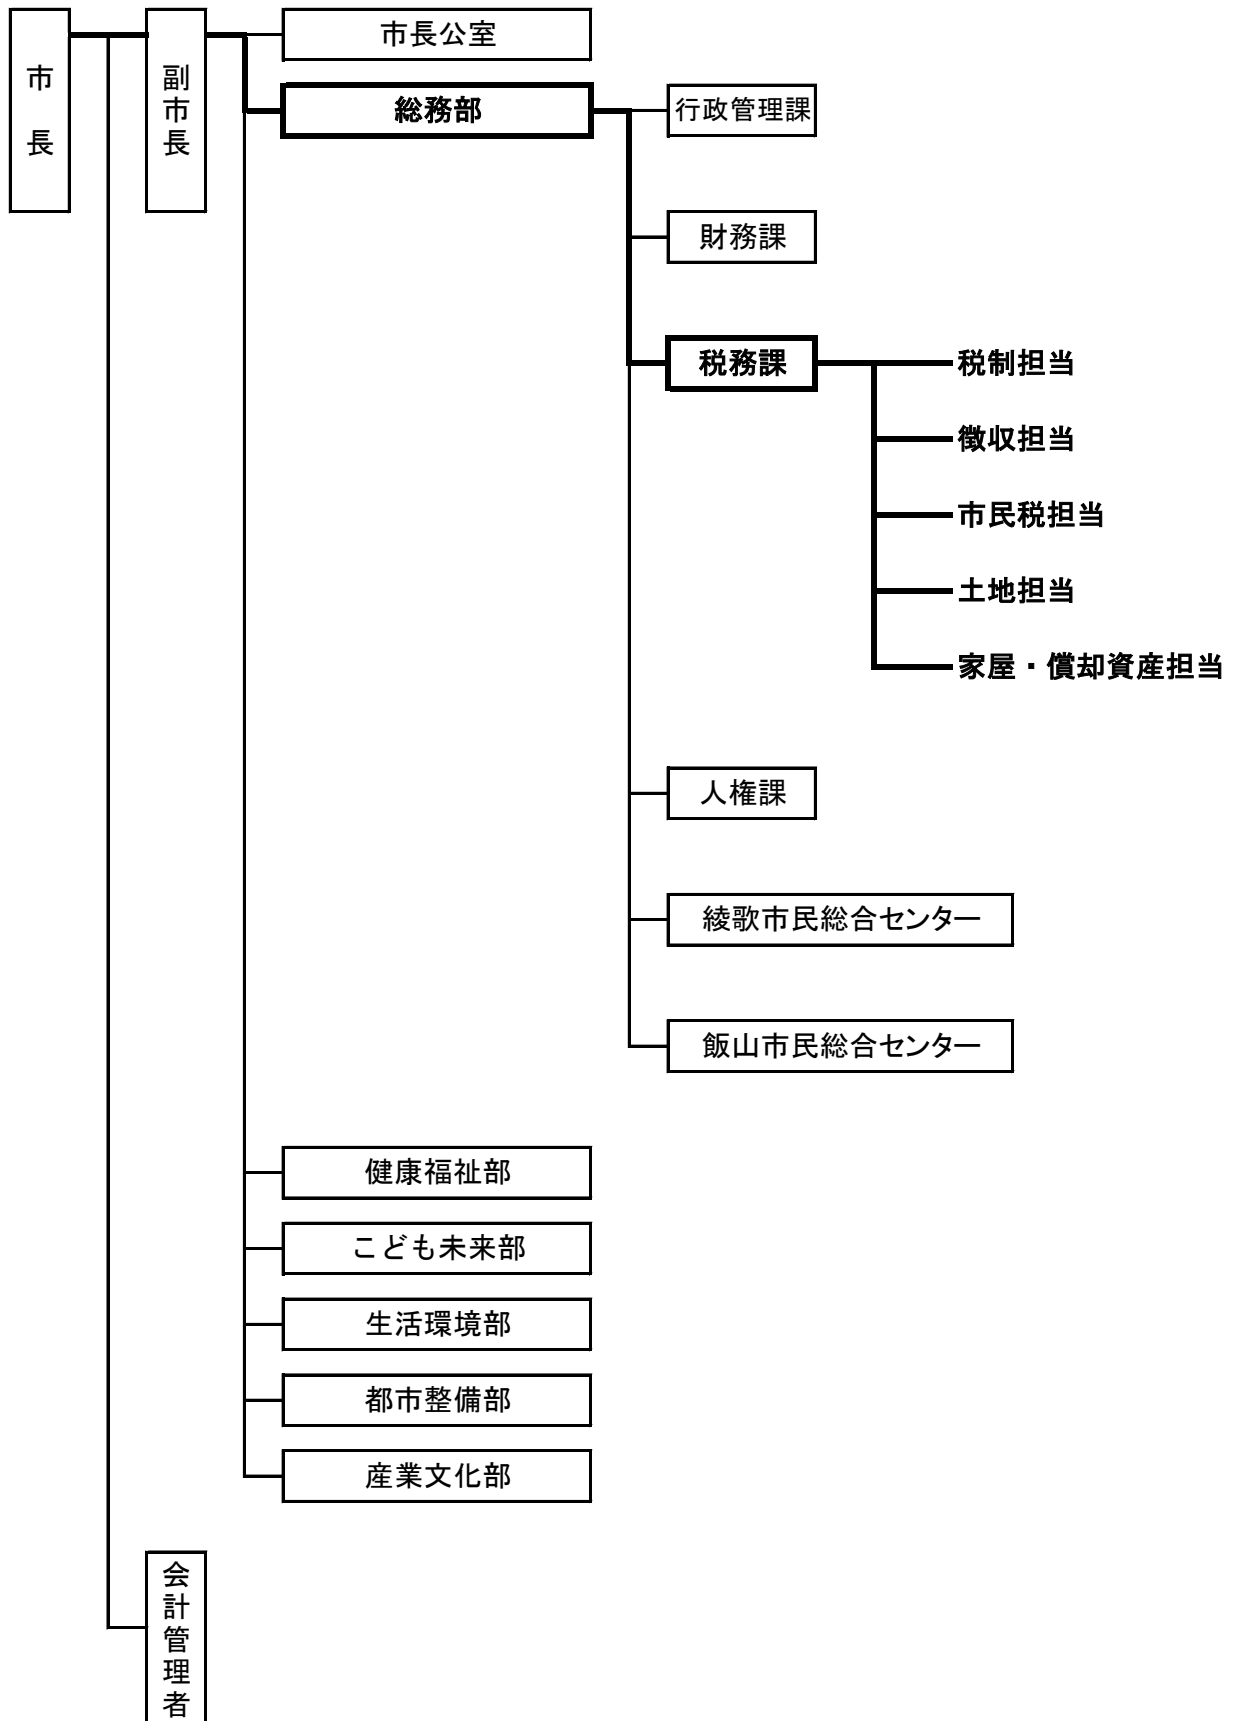 市長
副市長
市長公室
総務部
行政管理課
財務課
税務課
税制担当
徴収担当
市民税担当
土地担当
家屋・償却資産担当
人権課
綾歌市民総合センター
飯山市民総合センター
健康福祉部
こども未来部
生活環境部
都市整備部
産業文化部
会計管理者